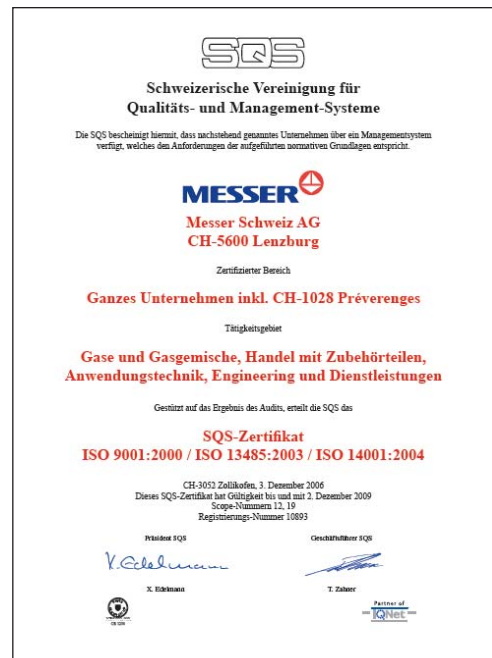 SQS
Schweizerische Vereinigung für
Qualitäts- und Management-Systeme
Die SQS bescheinigt hiermit, dass nachstehend genanntes Unternehmen über ein Managementsystem
verfügt, welches den Anforderungen der aufgeführten normativen Grundlagen entspricht.
MESSER
Messer Schweiz AG
CH-5600 Lenzburg
Zertifizierter Bereich
Ganzes Unternehmen inkl. CH-1028 Préverenges
Tätigkeitsgebiet
Gase und Gasgemische, Handel mit Zubehörteilen,
Anwendungstechnik, Engineering und Dienstleistungen
Gestützt auf das Ergebnis des Audits, erteilt die SQS das
SQS-Zertifikat
ISO 9001:2000 / ISO 13485:2003 / ISO 14001:2004
CH-3052 Zollikofen, 3. Dezember 2006
Dieses SQS-Zertifikat hat Gültigkeit bis und mit 2. Dezember 2009
Scope-Nummern 12, 19
Registrierungs-Nummer 10893
Präsident SQS Geschäftsführer SQS
X. Edelmann
X. Edelmann T. Zahner
Partner of
IQNet